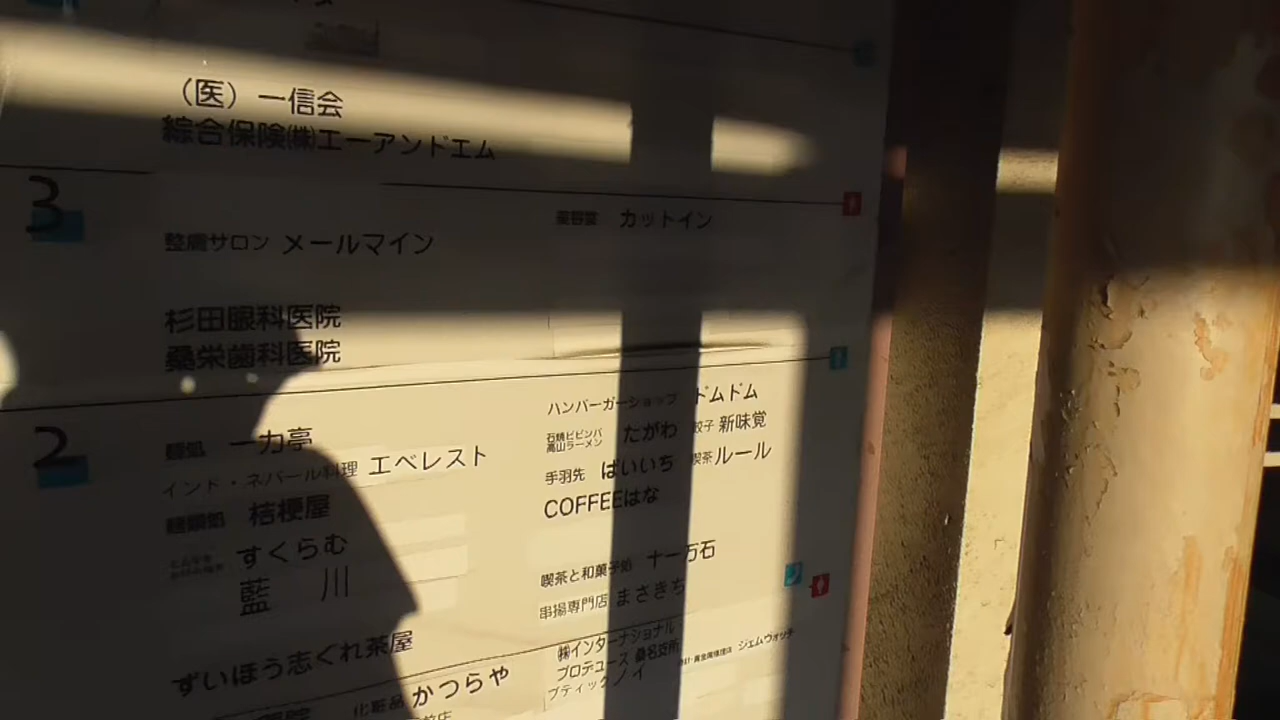 （医）一信会
綜合保険㈱エーアンドエム
3
整膚サロン メールマイン
美容室 カットイン
杉田眼科医院
桑栄歯科医院
2
麺処 一力亭
インド・ネパール料理 エベレスト
桔梗屋
すくらむ
藍 川
ずいほう志ぐれ茶屋
化粧品 かつらや
ハンバーガーショップ ドムドム
石焼ビビンバ
高山ラーメン たがわ 餃子 新味覚
手羽先 ぱいいち 喫茶 ルール
COFFEEはな
喫茶と和菓子処 十一万石
串揚専門店 まさきち
㈱インターナショナル
プロデュース 桑名支所
ジェムウォッチ
ブティック ノイ